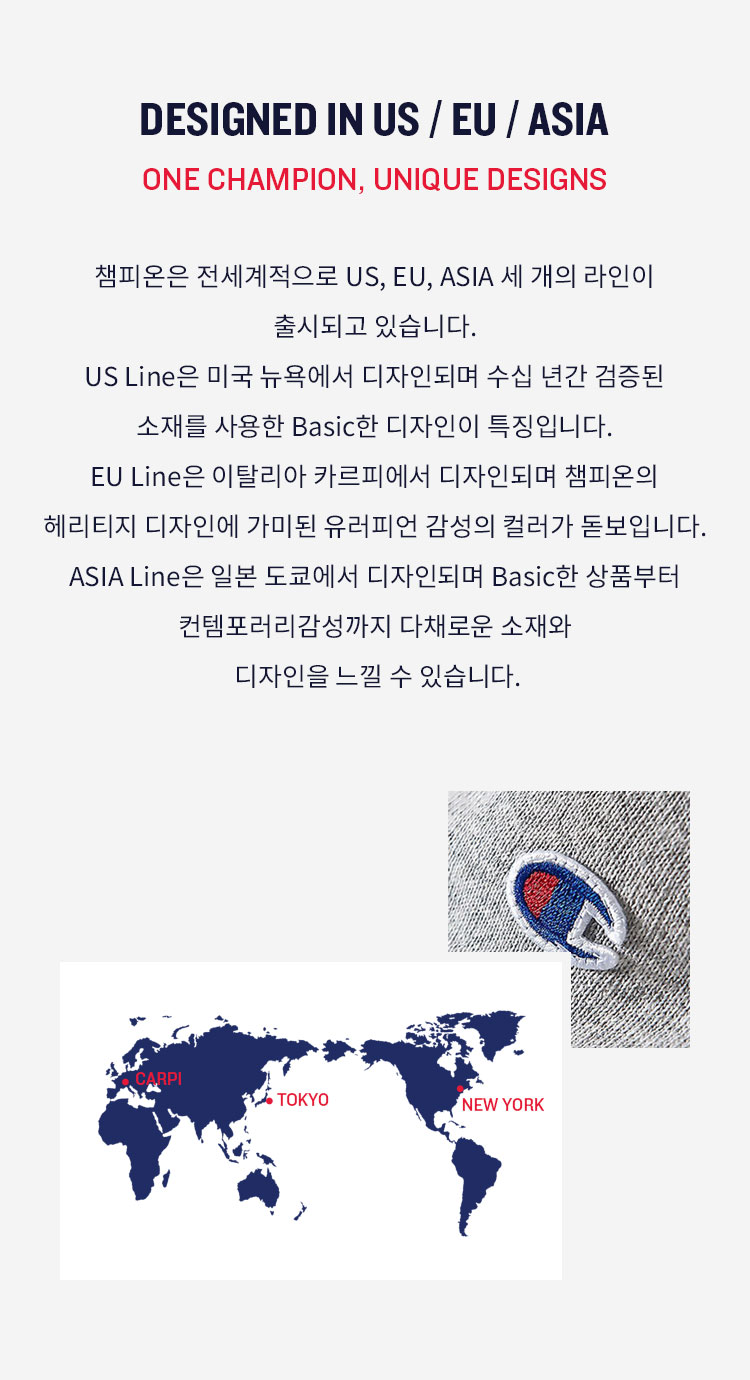 DESIGNED IN US / EU / ASIA
ONE CHAMPION, UNIQUE DESIGNS
챔피온은 전세계적으로 US, EU, ASIA 세 개의 라인이
출시되고 있습니다.
US Line은 미국 뉴욕에서 디자인되며 수십 년간 검증된
소재를 사용한 Basic한 디자인이 특징입니다.
EU Line은 이탈리아 카르피에서 디자인되며 챔피온의
헤리티지 디자인에 가미된 유러피언 감성의 컬러가 돋보입니다.
ASIA Line은 일본 도쿄에서 디자인되며 Basic한 상품부터
컨템포러리감성까지 다채로운 소재와
디자인을 느낄 수 있습니다.
CARPI
TOKYO
NEW YORK